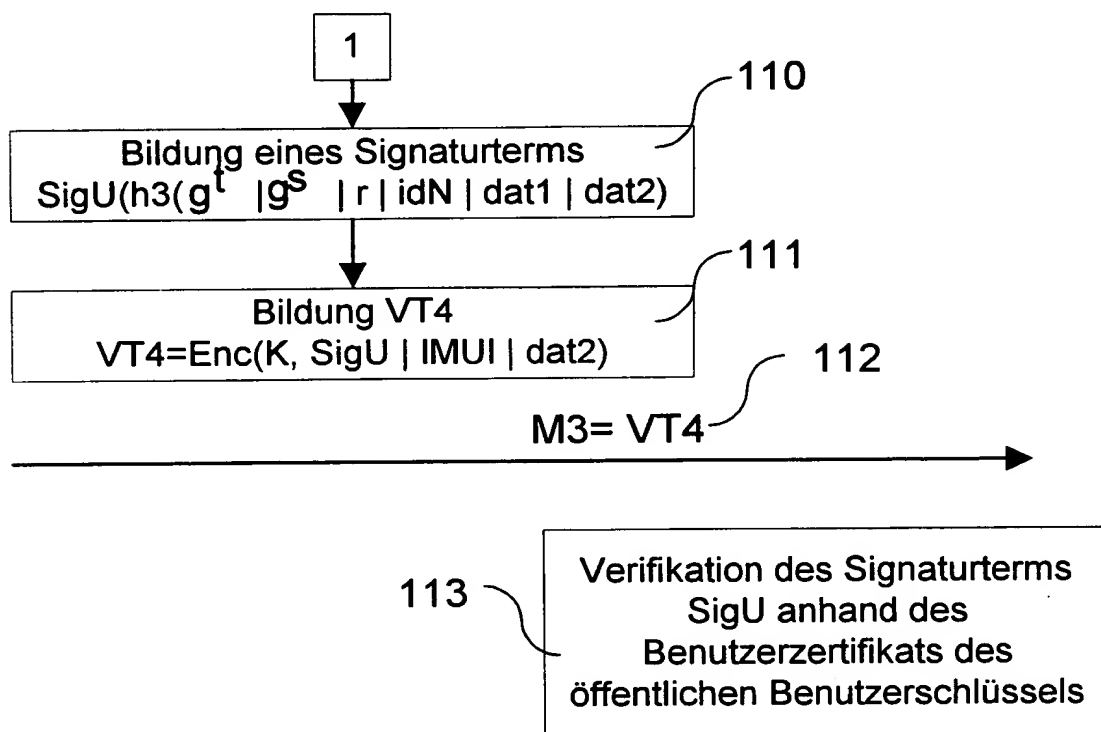 1
110
Bildung eines Signaturterms
SigU(h3(g^t |g^s | r | idN | dat1 | dat2)
111
Bildung VT4
VT4=Enc(K, SigU | IMUI | dat2)
112
M3= VT4
113
Verifikation des Signaturterms
SigU anhand des
Benutzerzertifikats des
öffentlichen Benutzerschlüssels